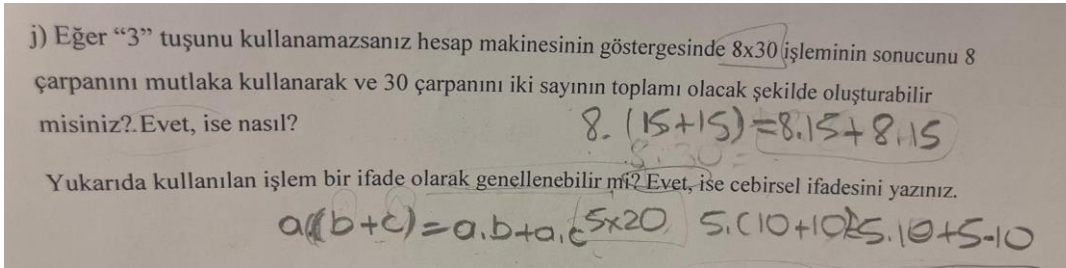 j) Eğer “3” tuşunu kullanamazsanız hesap makinesinin göstergesinde 8x30 işleminin sonucunu 8
çarpanını mutlaka kullanarak ve 30 çarpanını iki sayının toplamı olacak şekilde oluşturabilir
misiniz?.Evet, ise nasıl?
8.(15+15)=8.15+8.15
8.30=
Yukarıda kullanılan işlem bir ifade olarak genellenebilir mi? Evet, ise cebirsel ifadesini yazınız.
a(b+c)=a.b+a.c 5x20 5.(10+10)=5.10+5.10